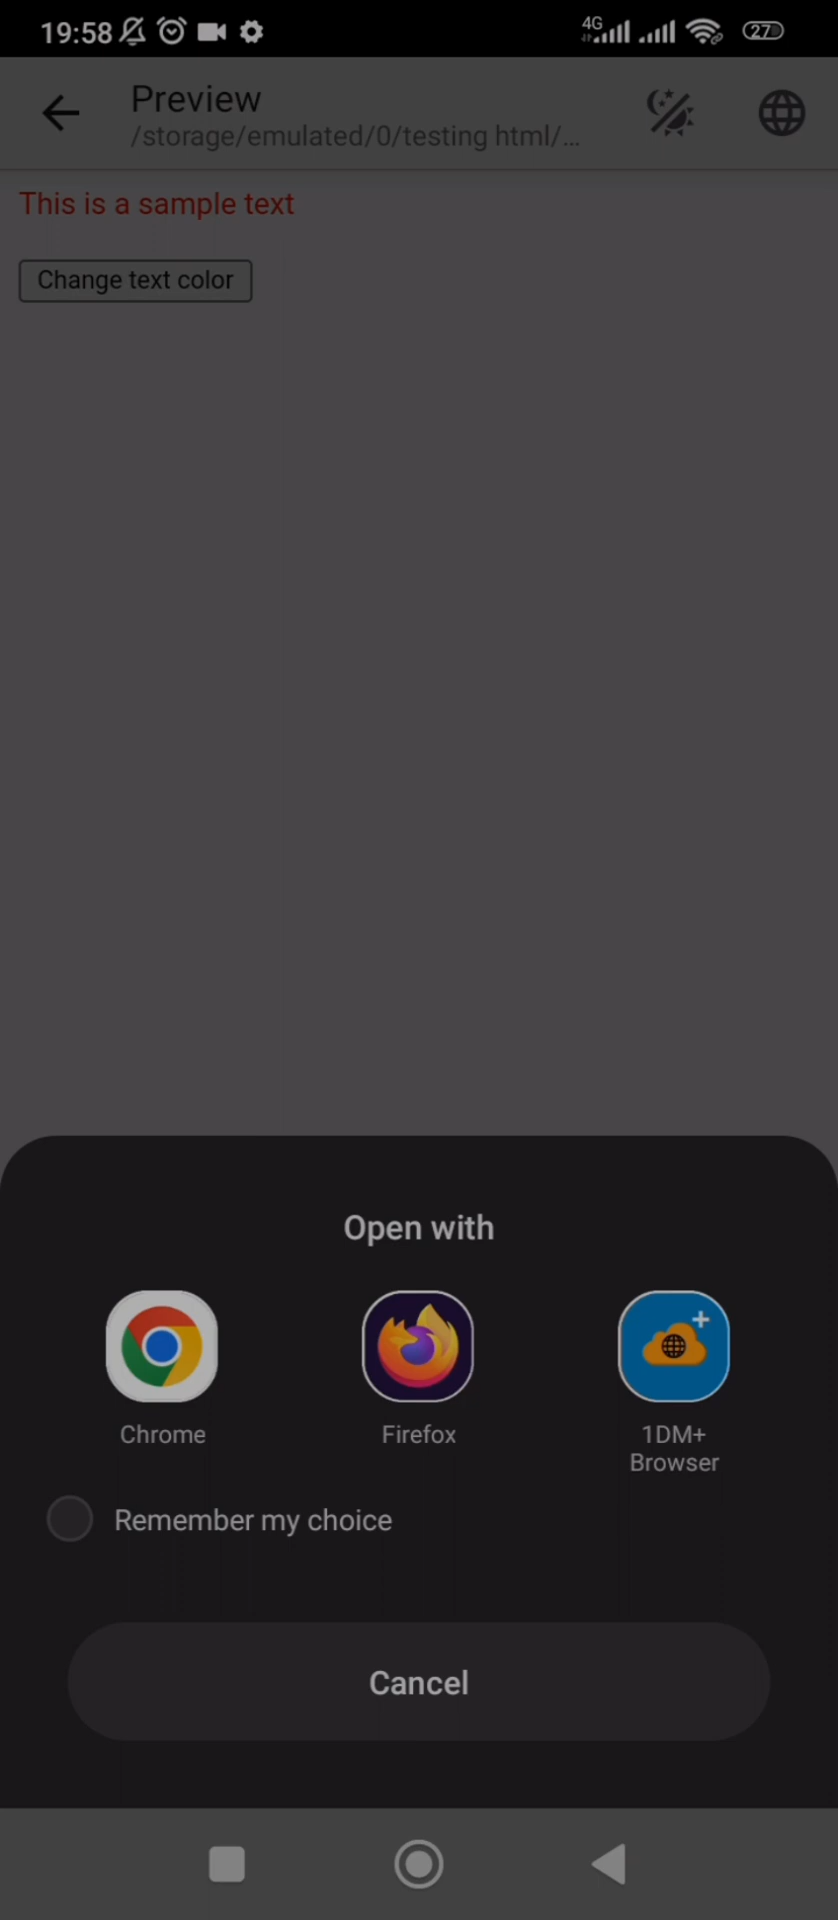 19:58
4G
27
Preview
/storage/emulated/0/testing html/...
This is a sample text
Change text color
Open with
Chrome
Firefox
1DM+
Browser
Remember my choice
Cancel